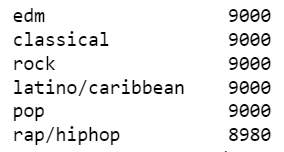 edm 9000
classical 9000
rock 9000
latino/caribbean 9000
pop 9000
rap/hiphop 8980